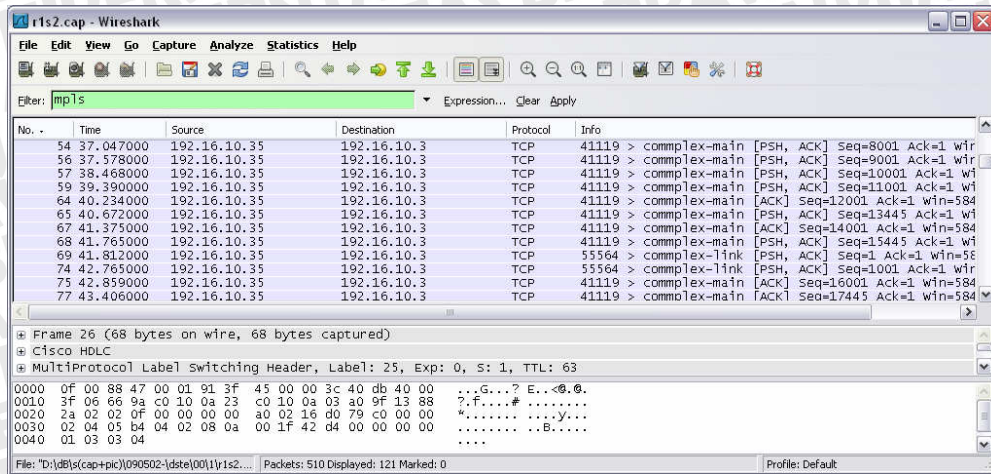 r1s2.cap - Wireshark
File Edit View Go Capture Analyze Statistics Help
Filter: mpls Expression... Clear Apply
No. - Time Source Destination Protocol Info
54 37.047000 192.16.10.35 192.16.10.3 TCP 41119 > commplex-main [PSH, ACK] Seq=8001 Ack=1 Wir
56 37.578000 192.16.10.35 192.16.10.3 TCP 41119 > commplex-main [PSH, ACK] Seq=9001 Ack=1 Wir
57 38.468000 192.16.10.35 192.16.10.3 TCP 41119 > commplex-main [PSH, ACK] Seq=10001 Ack=1 Wi
59 39.390000 192.16.10.35 192.16.10.3 TCP 41119 > commplex-main [PSH, ACK] Seq=11001 Ack=1 Wi
64 40.234000 192.16.10.35 192.16.10.3 TCP 41119 > commplex-main [ACK] Seq=12001 Ack=1 Win=584
65 40.672000 192.16.10.35 192.16.10.3 TCP 41119 > commplex-main [PSH, ACK] Seq=13445 Ack=1 Wi
67 41.375000 192.16.10.35 192.16.10.3 TCP 41119 > commplex-main [ACK] Seq=14001 Ack=1 Win=584
68 41.765000 192.16.10.35 192.16.10.3 TCP 41119 > commplex-main [PSH, ACK] Seq=15445 Ack=1 Wi
69 41.812000 192.16.10.35 192.16.10.3 TCP 55564 > commplex-link [PSH, ACK] Seq=1 Ack=1 Win=58
74 42.765000 192.16.10.35 192.16.10.3 TCP 55564 > commplex-link [PSH, ACK] Seq=1001 Ack=1 Wir
75 42.859000 192.16.10.35 192.16.10.3 TCP 41119 > commplex-main [ACK] Seq=16001 Ack=1 Win=584
77 43.406000 192.16.10.35 192.16.10.3 TCP 41119 > commplex-main [ACK] Seq=17445 Ack=1 Win=584
Frame 26 (68 bytes on wire, 68 bytes captured)
Cisco HDLC
MultiProtocol Label Switching Header, Label: 25, Exp: 0, S: 1, TTL: 63
0000 0f 00 88 47 00 01 91 3f 45 00 00 3c 40 db 40 00 ...G...? E..<@.@.
0010 3f 06 66 9a c0 10 0a 23 c0 10 0a 03 a0 9f 13 88 ?.f....# ........
0020 2a 02 02 0f 00 00 00 00 a0 02 16 d0 79 c0 00 00 *....... ....y...
0030 02 04 05 b4 04 02 08 0a 00 1f 42 d4 00 00 00 00 ........ ..B.....
0040 01 03 03 04 ....
File: "D:\dB\s(cap+pic)\090502-\dste\00\1\r1s2.... Packets: 510 Displayed: 121 Marked: 0 Profile: Default